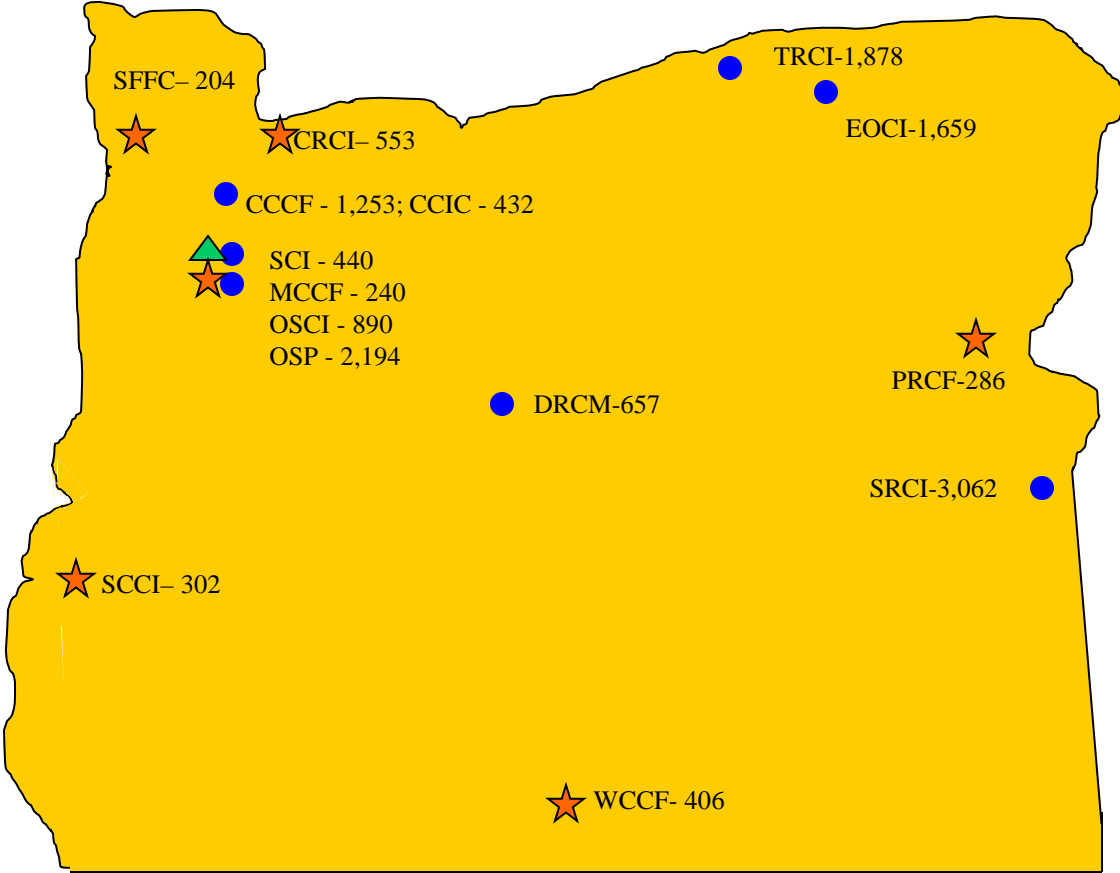 TRCI-1,878
SFFC– 204
EOCI-1,659
CRCI– 553
CCCF - 1,253; CCIC - 432
SCI - 440
MCCF - 240
OSCI - 890
OSP - 2,194
PRCF-286
DRCM-657
SRCI-3,062
SCCI– 302
WCCF- 406